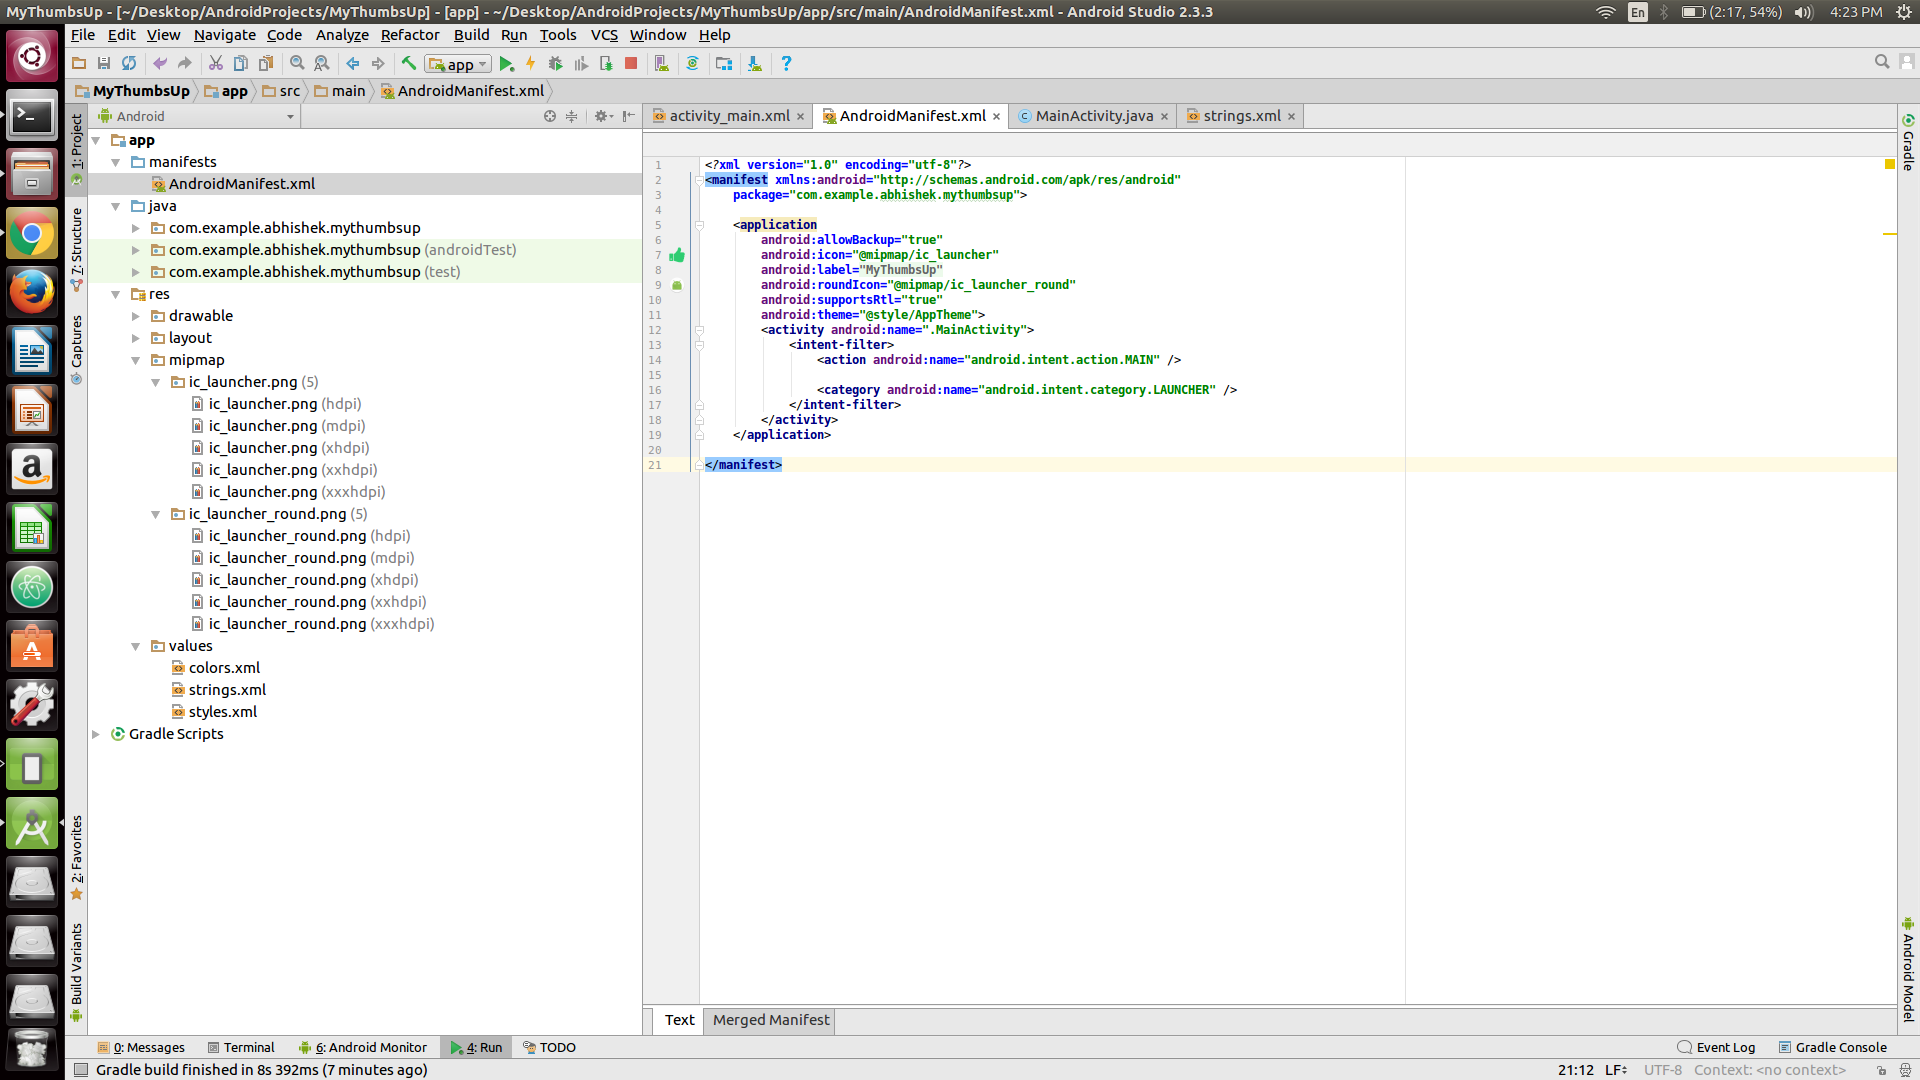 MyThumbsUp - [~/Desktop/AndroidProjects/MyThumbsUp] - [app] - ~/Desktop/AndroidProjects/MyThumbsUp/app/src/main/AndroidManifest.xml - Android Studio 2.3.3
En (2:17, 54%) 4:23 PM
File Edit View Navigate Code Analyze Refactor Build Run Tools VCS Window Help
app
MyThumbsUp app src main AndroidManifest.xml
Android
activity_main.xml AndroidManifest.xml MainActivity.java strings.xml
1: Project
7: Structure
Captures
2: Favorites
Build Variants
app
manifests
AndroidManifest.xml
java
com.example.abhishek.mythumbsup
com.example.abhishek.mythumbsup (androidTest)
com.example.abhishek.mythumbsup (test)
res
drawable
layout
mipmap
ic_launcher.png (5)
ic_launcher.png (hdpi)
ic_launcher.png (mdpi)
ic_launcher.png (xhdpi)
ic_launcher.png (xxhdpi)
ic_launcher.png (xxxhdpi)
ic_launcher_round.png (5)
ic_launcher_round.png (hdpi)
ic_launcher_round.png (mdpi)
ic_launcher_round.png (xhdpi)
ic_launcher_round.png (xxhdpi)
ic_launcher_round.png (xxxhdpi)
values
colors.xml
strings.xml
styles.xml
Gradle Scripts
1 <?xml version="1.0" encoding="utf-8"?>
2 <manifest xmlns:android="http://schemas.android.com/apk/res/android"
3 package="com.example.abhishek.mythumbsup">
4
5 <application
6 android:allowBackup="true"
7 android:icon="@mipmap/ic_launcher"
8 android:label="MyThumbsUp"
9 android:roundIcon="@mipmap/ic_launcher_round"
10 android:supportsRtl="true"
11 android:theme="@style/AppTheme">
12 <activity android:name=".MainActivity">
13 <intent-filter>
14 <action android:name="android.intent.action.MAIN" />
15
16 <category android:name="android.intent.category.LAUNCHER" />
17 </intent-filter>
18 </activity>
19 </application>
20
21 </manifest>
Gradle
Android Model
Text Merged Manifest
0: Messages Terminal 6: Android Monitor 4: Run TODO Event Log Gradle Console
Gradle build finished in 8s 392ms (7 minutes ago) 21:12 LF UTF-8 Context: <no context>